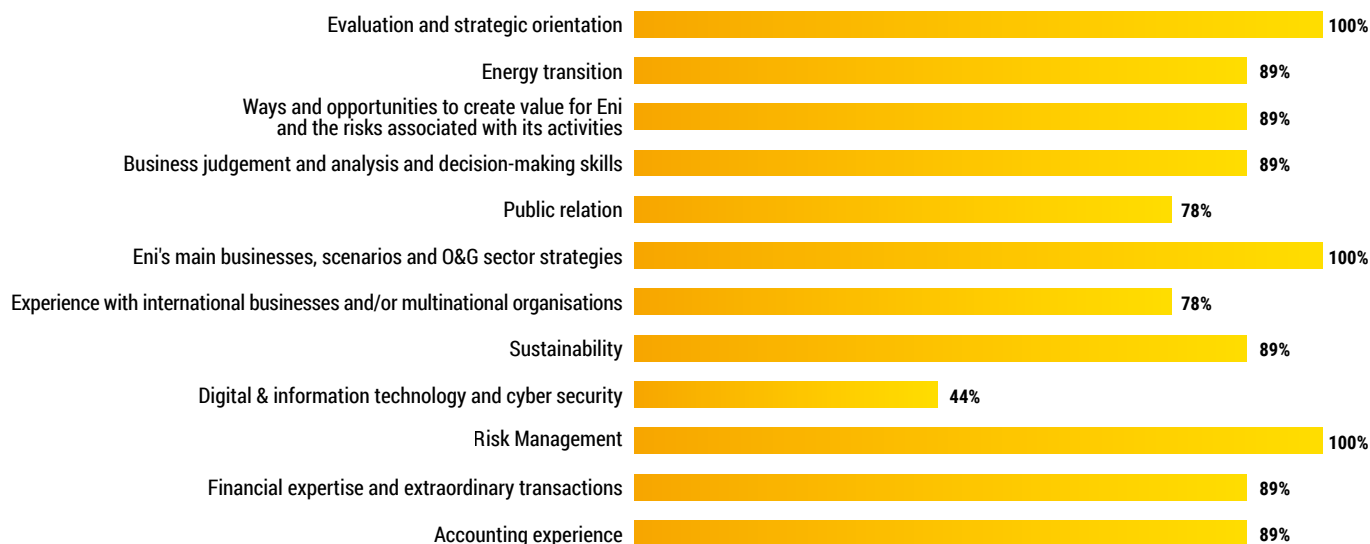 Evaluation and strategic orientation 100%
Energy transition 89%
Ways and opportunities to create value for Eni
and the risks associated with its activities 89%
Business judgement and analysis and decision-making skills 89%
Public relation 78%
Eni's main businesses, scenarios and O&G sector strategies 100%
Experience with international businesses and/or multinational organisations 78%
Sustainability 89%
Digital & information technology and cyber security 44%
Risk Management 100%
Financial expertise and extraordinary transactions 89%
Accounting experience 89%